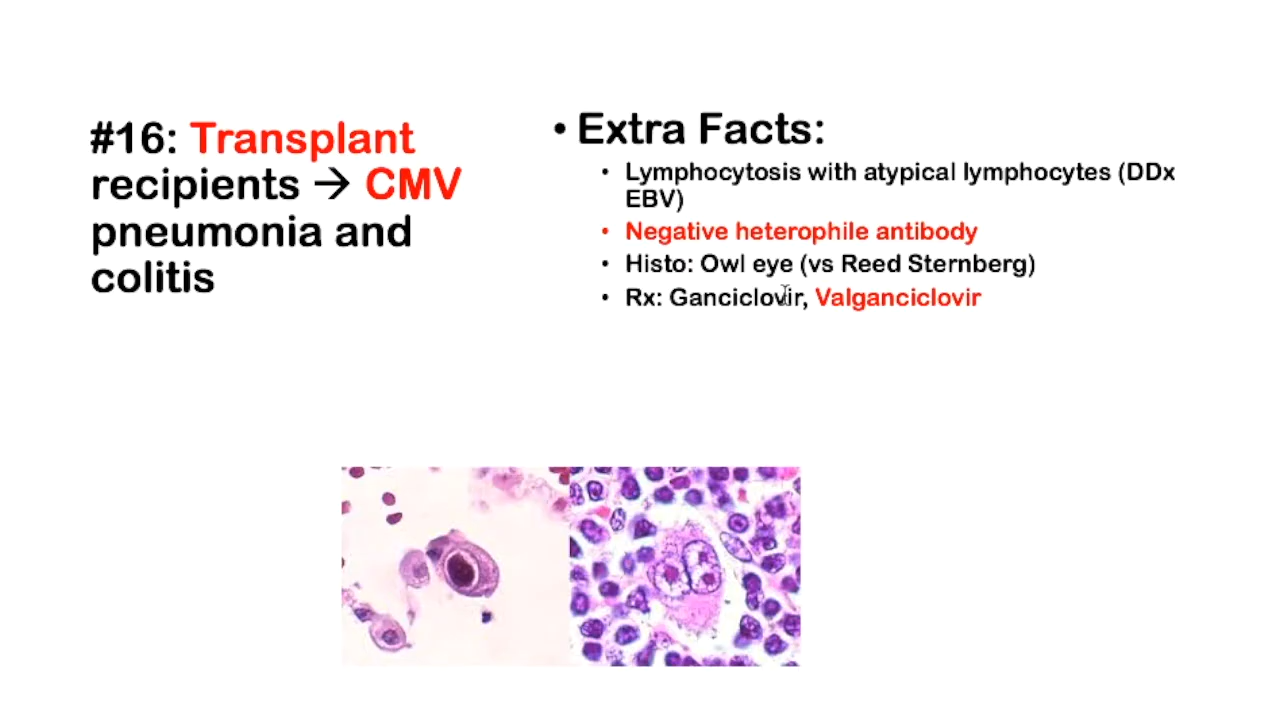 #16: Transplant
recipients → CMV
pneumonia and
colitis
• Extra Facts:
• Lymphocytosis with atypical lymphocytes (DDx
EBV)
• Negative heterophile antibody
• Histo: Owl eye (vs Reed Sternberg)
• Rx: Ganciclovir, Valganciclovir